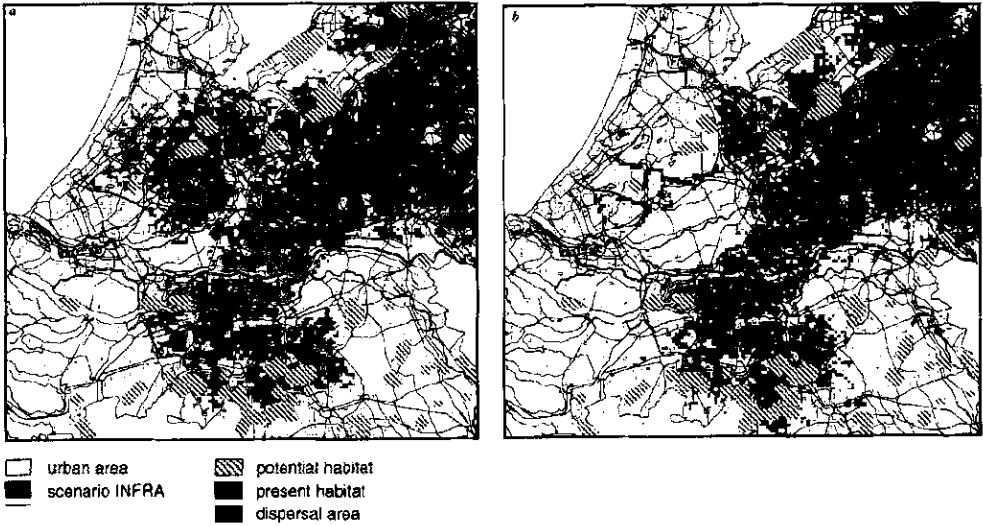 a
b
urban area
scenario INFRA
potential habitat
present habitat
dispersal area